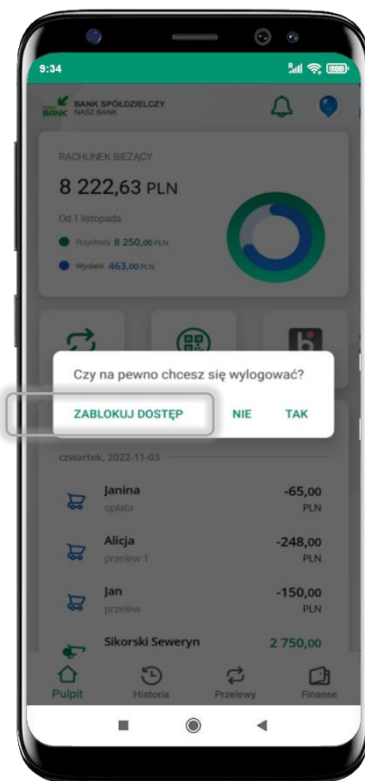 9:34
100
BANK SPÓŁDZIELCZY
NASZ BANK
RACHUNEK BIEŻĄCY
8 222,63 PLN
Od 1 listopada
Przychody 8 250,00 PLN
Wydatki 463,00 PLN
Czy na pewno chcesz się wylogować?
ZABLOKUJ DOSTĘP NIE TAK
czwartek, 2022-11-03
Janina -65,00
opłata PLN
Alicja -248,00
przelew 1 PLN
Jan -150,00
przelew PLN
Sikorski Seweryn 2 750,00
Pulpit Historia Przelewy Finanse